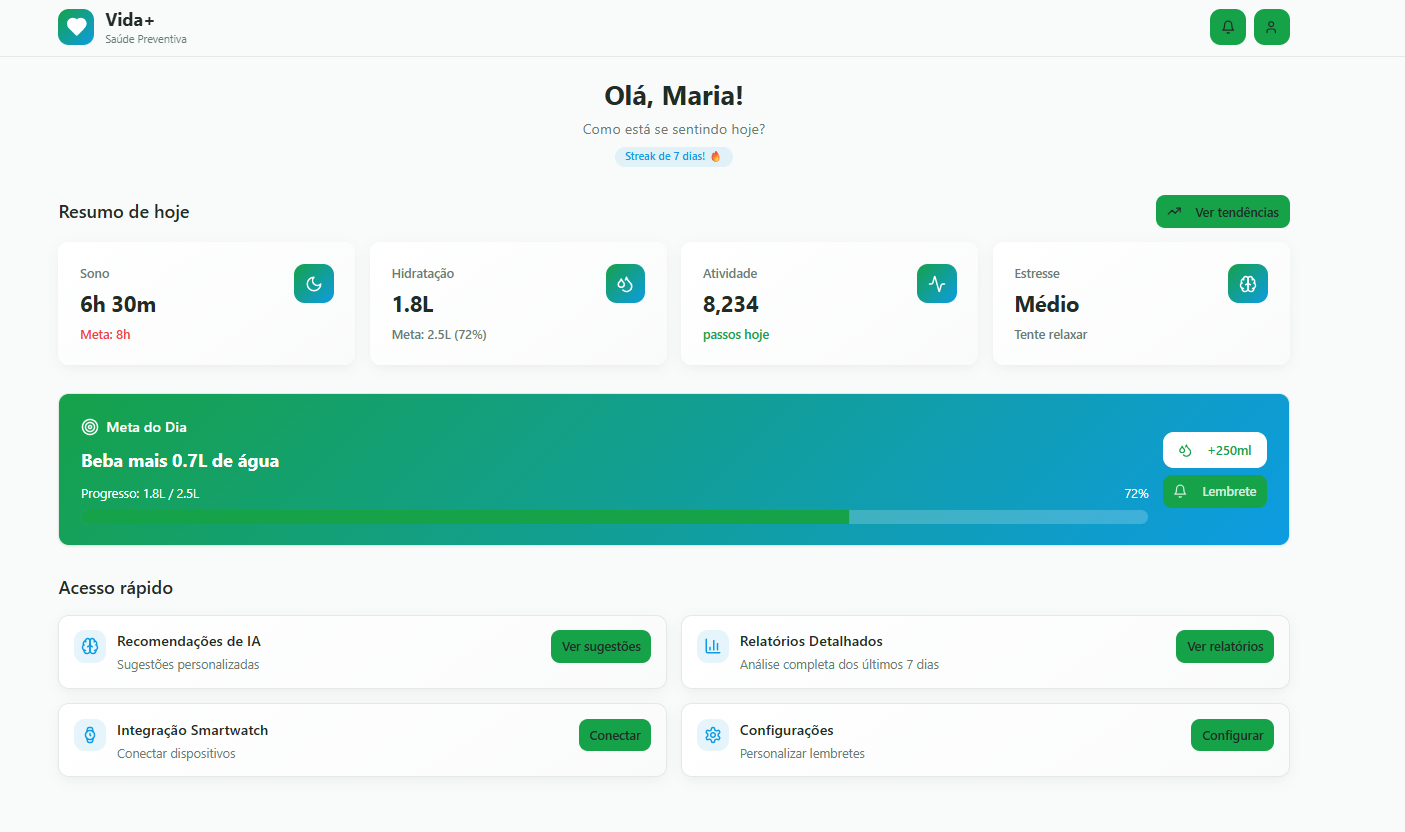 Vida+
Saúde Preventiva
Olá, Maria!
Como está se sentindo hoje?
Streak de 7 dias! 🔥
Resumo de hoje
Ver tendências
Sono
6h 30m
Meta: 8h
Hidratação
1.8L
Meta: 2.5L (72%)
Atividade
8,234
passos hoje
Estresse
Médio
Tente relaxar
Meta do Dia
Beba mais 0.7L de água
Progresso: 1.8L / 2.5L
72%
+250ml
Lembrete
Acesso rápido
Recomendações de IA
Sugestões personalizadas
Ver sugestões
Relatórios Detalhados
Análise completa dos últimos 7 dias
Ver relatórios
Integração Smartwatch
Conectar dispositivos
Conectar
Configurações
Personalizar lembretes
Configurar